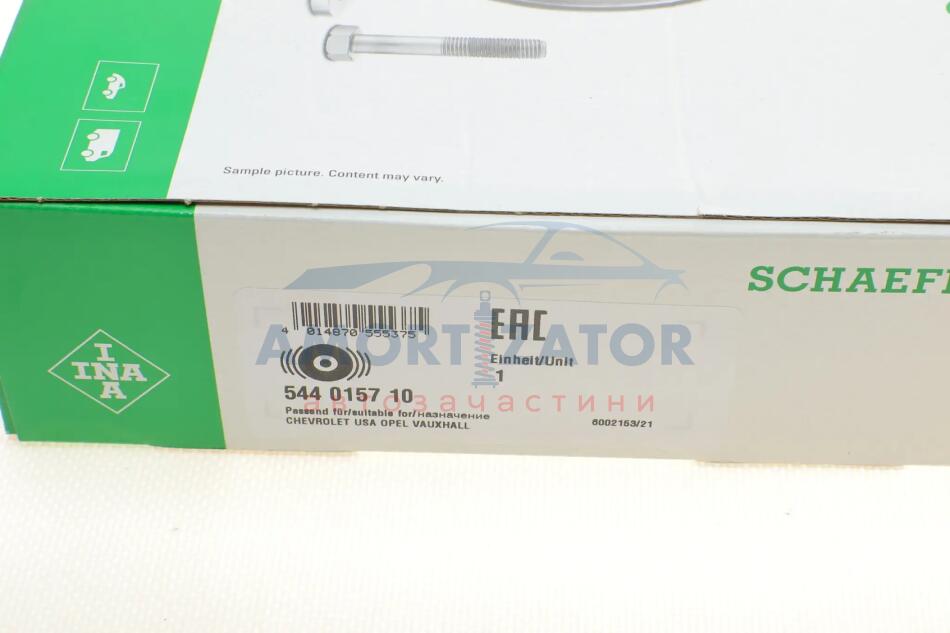 Sample picture. Content may vary.
SCHAEFF
I
INA
A
4 014870 555375
EAC
AMORTIZATOR
Einheit/Unit
1
544 0157 10
автозачастини
Passend für/suitable for/назначение
CHEVROLET USA OPEL VAUXHALL
6002153/21